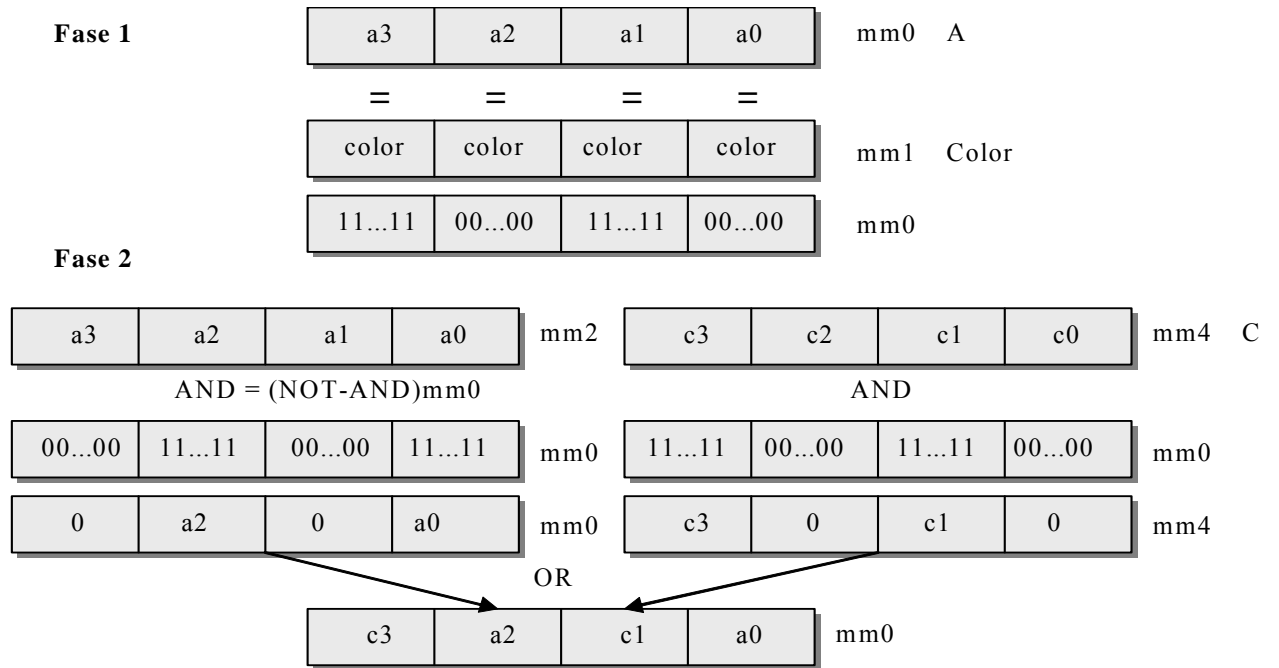 Fase 1 a3 a2 a1 a0 mm0 A
= = = =
color color color color mm1 Color
11...11 00...00 11...11 00...00 mm0
Fase 2
a3 a2 a1 a0 mm2 c3 c2 c1 c0 mm4 C
AND = (NOT-AND)mm0 AND
00...00 11...11 00...00 11...11 mm0 11...11 00...00 11...11 00...00 mm0
0 a2 0 a0 mm0 c3 0 c1 0 mm4
OR
c3 a2 c1 a0 mm0